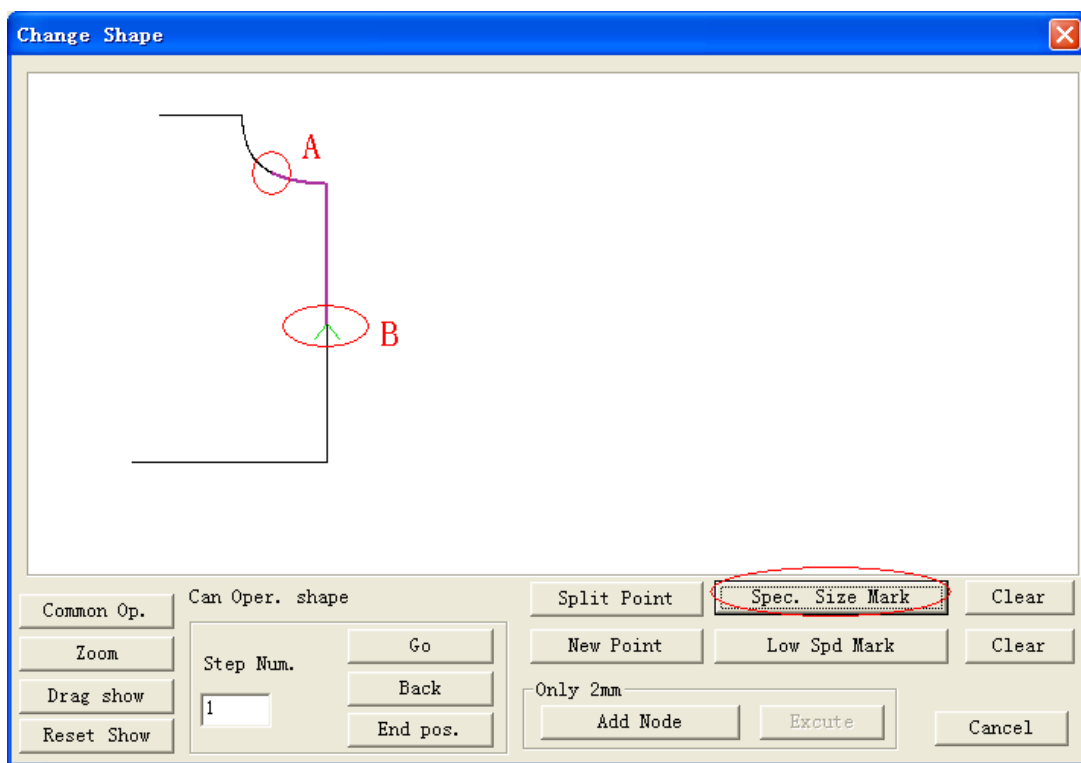 Change Shape
A
B
Common Op.
Zoom
Drag show
Reset Show
Can Oper. shape
Step Num.
1
Go
Back
End pos.
Split Point
Spec. Size Mark
Clear
New Point
Low Spd Mark
Clear
Only 2mm
Add Node
Excute
Cancel